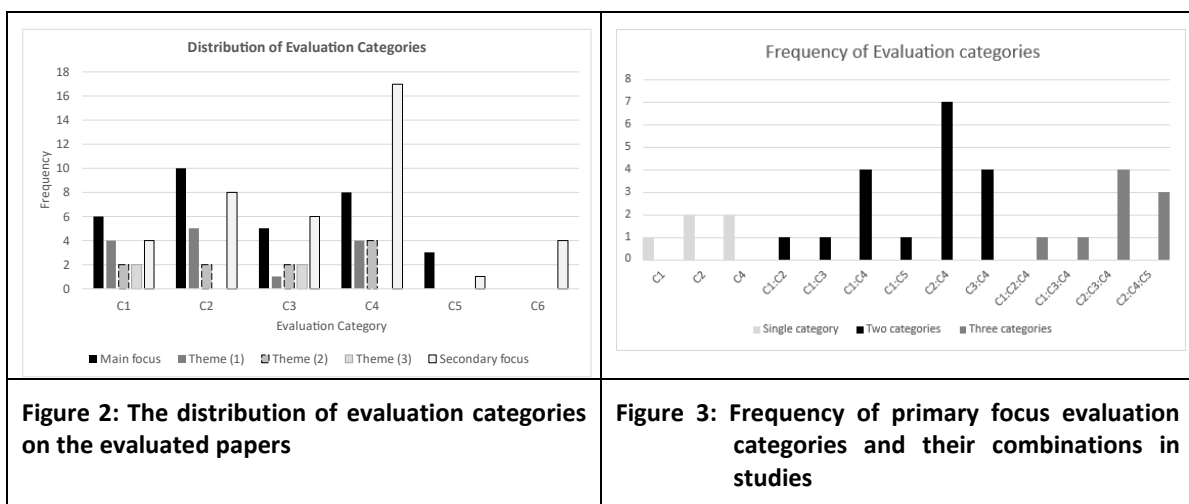 Distribution of Evaluation Categories
18
16
14
12
10
8
6
4
2
0
Frequency
C1 C2 C3 C4 C5 C6
Evaluation Category
Main focus Theme (1) Theme (2) Theme (3) Secondary focus
Figure 2: The distribution of evaluation categories
on the evaluated papers
Frequency of Evaluation categories
8
7
6
5
4
3
2
1
0
C1 C2 C4 C1:C2 C1:C3 C1:C4 C1:C5 C2:C4 C3:C4 C1:C2:C4 C1:C3:C4 C2:C3:C4 C2:C4:C5
Single category Two categories Three categories
Figure 3: Frequency of primary focus evaluation
categories and their combinations in
studies